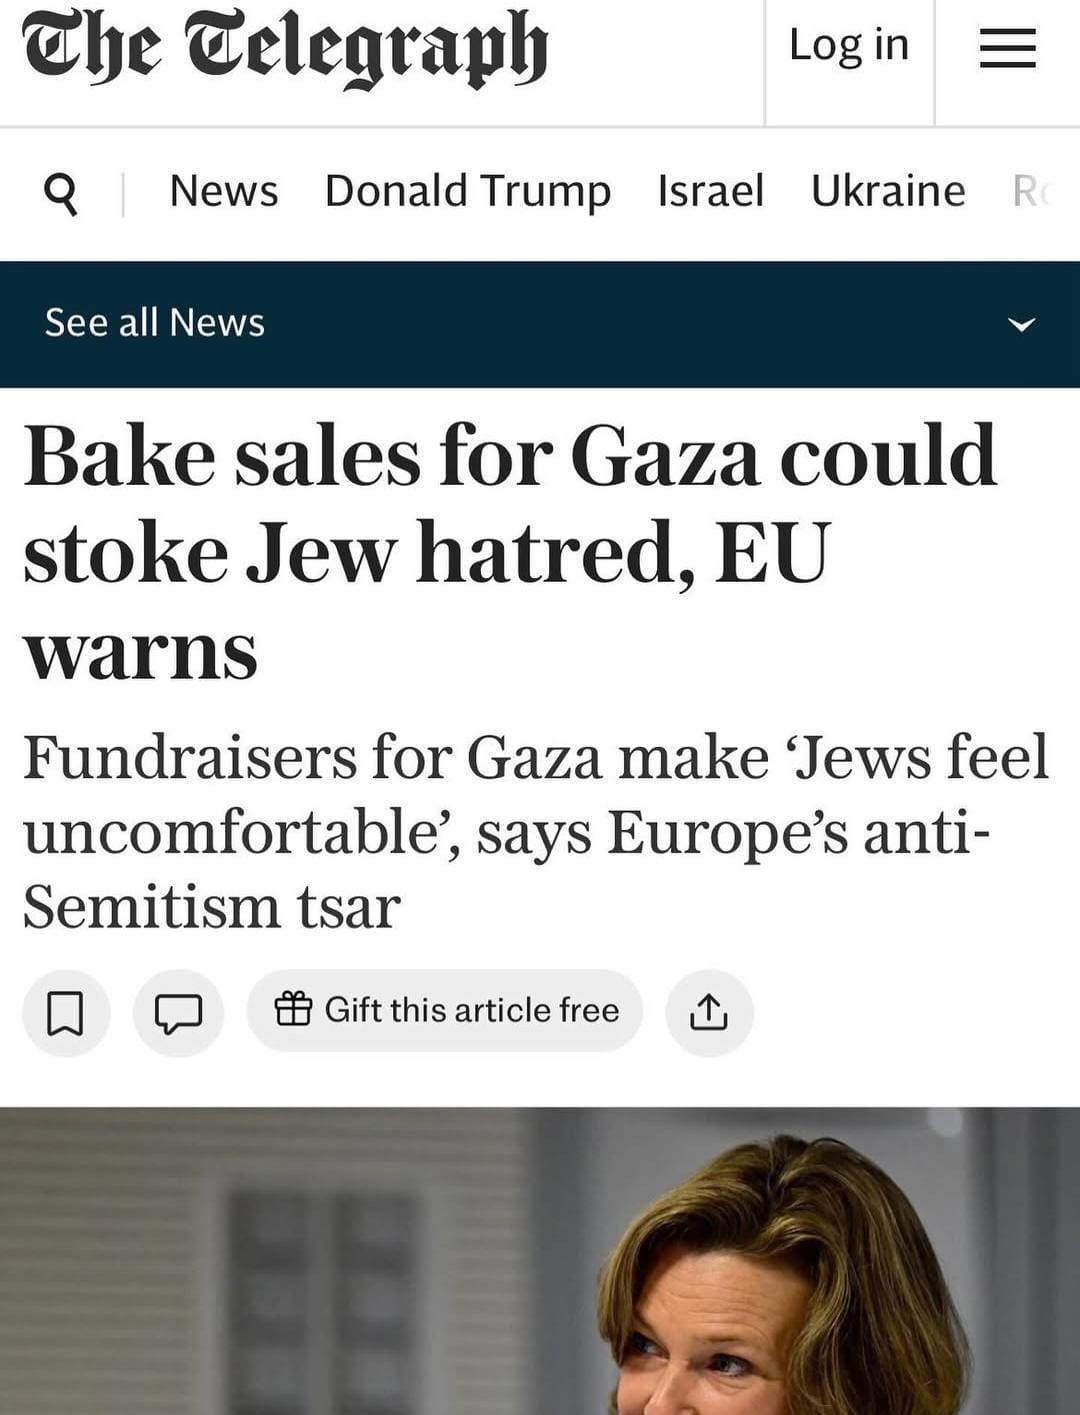 The Telegraph
Log in
News Donald Trump Israel Ukraine
See all News
Bake sales for Gaza could
stoke Jew hatred, EU
warns
Fundraisers for Gaza make ‘Jews feel
uncomfortable’, says Europe’s anti-
Semitism tsar
Gift this article free